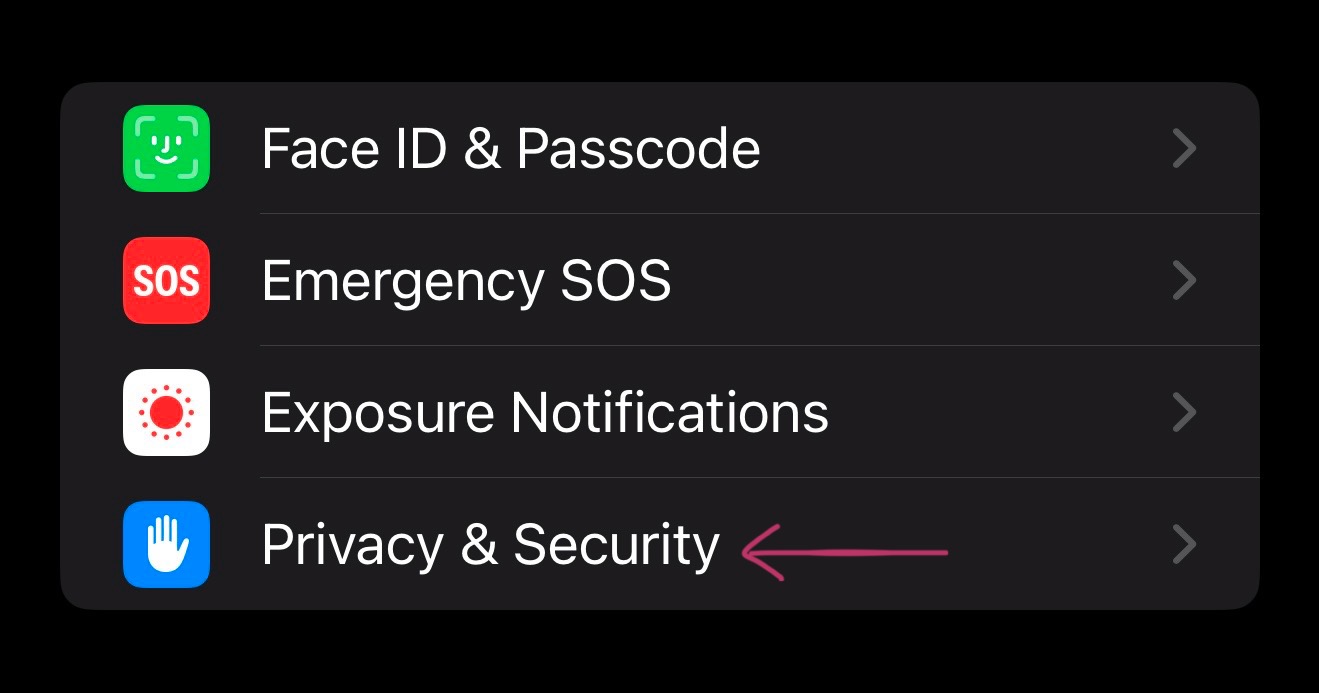 Face ID & Passcode
SOS
Emergency SOS
Exposure Notifications
Privacy & Security